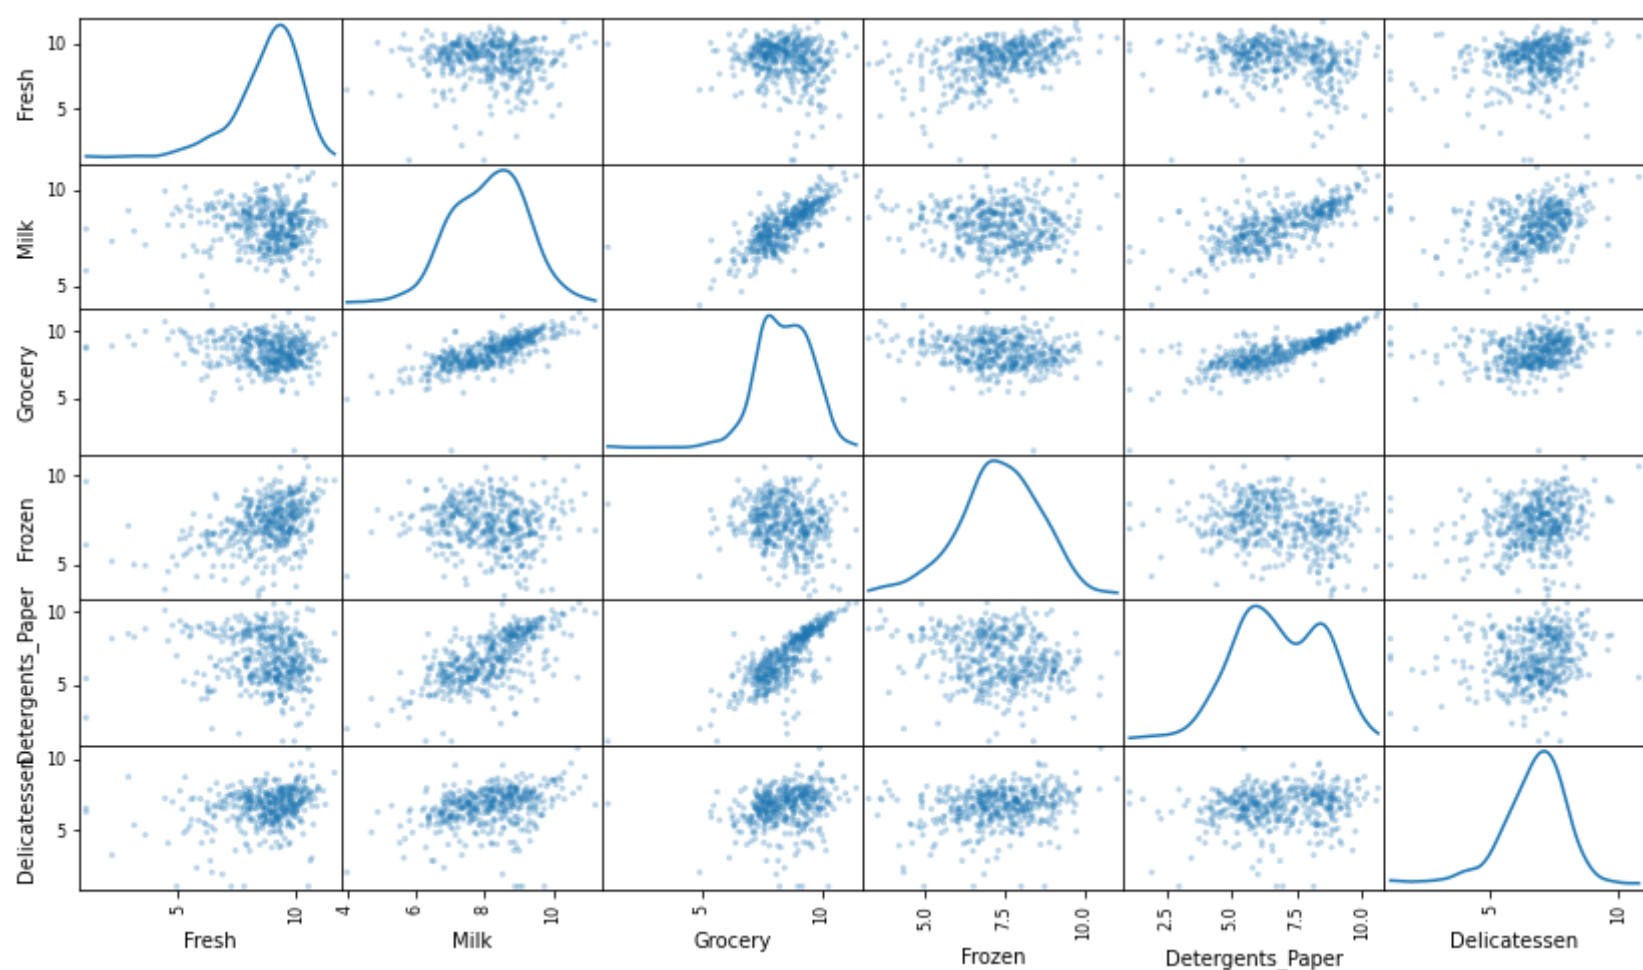 Fresh
10
5
Milk
10
5
Grocery
10
5
Frozen
10
5
Detergents_Paper
10
5
Delicatessen
10
5
5 10 4 6 8 10 5 10 5.0 7.5 10.0 2.5 5.0 7.5 10.0 5 10
Fresh Milk Grocery Frozen Detergents_Paper Delicatessen